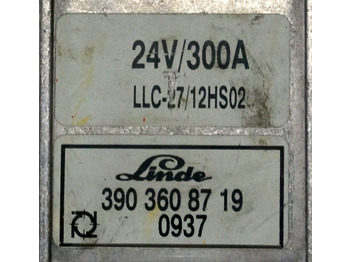 24V/300A
LLC-27/12HS02
Linde
390 360 87 19
0937